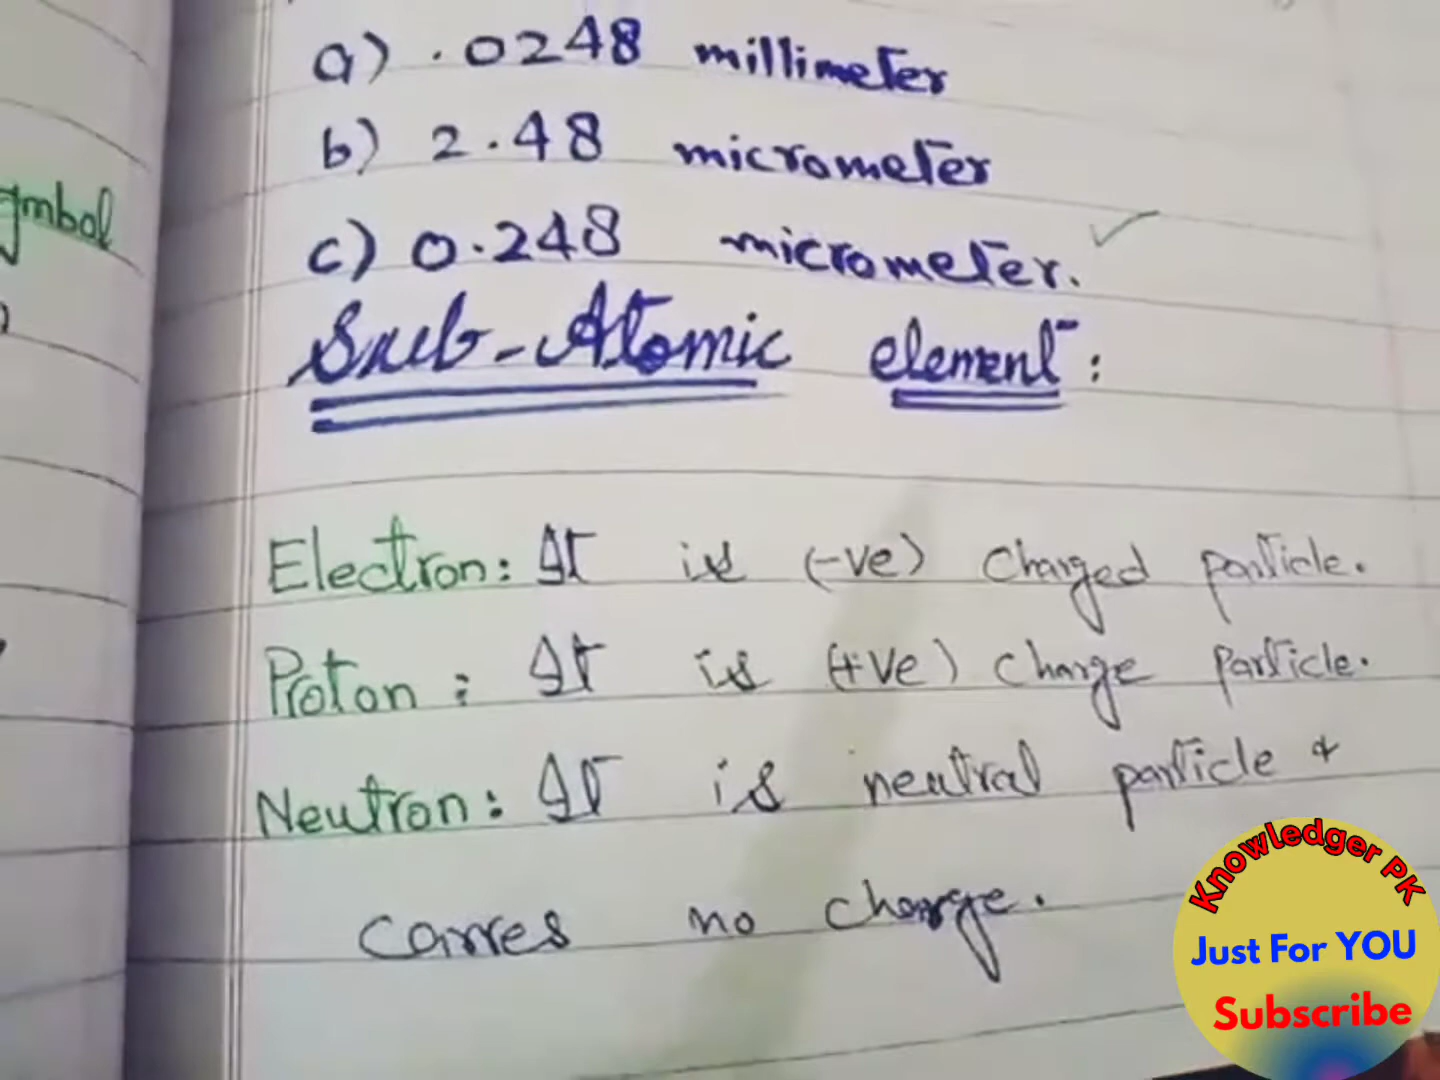 ymbol
a) .0248 millimeter
b) 2.48 micrometer
c) 0.248 micrometer.
Sub-Atomic element:
Electron: It is (-ve) charged particle.
Proton: It is (+ve) charge particle.
Neutron: It is neutral particle &
carres no charge.
Knowledger PK
Just For YOU
Subscribe